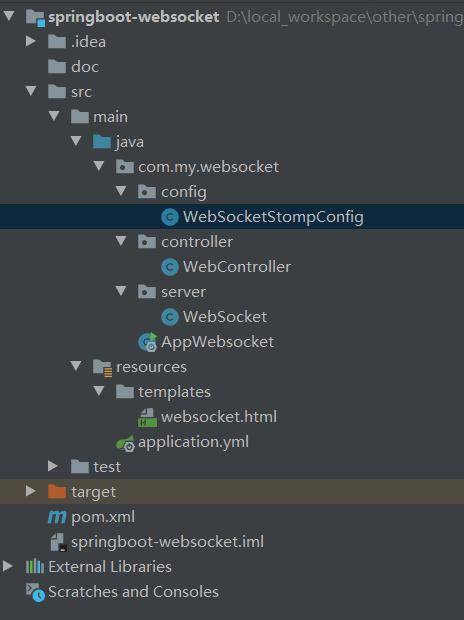 springboot-websocket D:\local_workspace\other\spring
.idea
doc
src
main
java
com.my.websocket
config
WebSocketStompConfig
controller
WebController
server
WebSocket
AppWebsocket
resources
templates
websocket.html
application.yml
test
target
pom.xml
springboot-websocket.iml
External Libraries
Scratches and Consoles